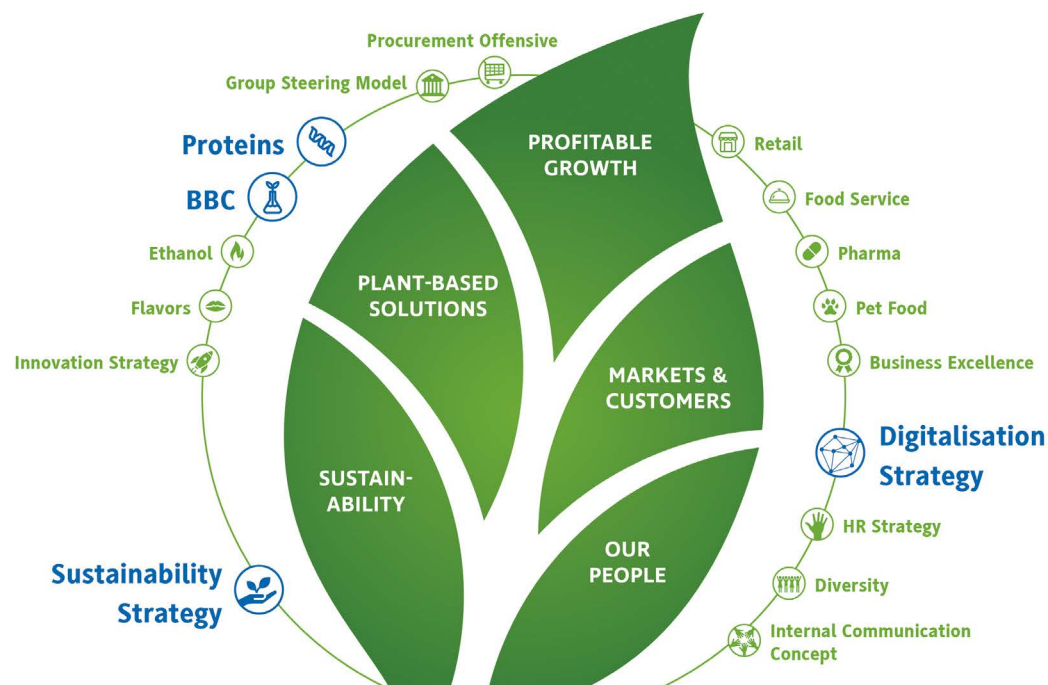 Procurement Offensive
Group Steering Model
Proteins
BBC
Ethanol
Flavors
Innovation Strategy
Sustainability
Strategy
PROFITABLE
GROWTH
PLANT-BASED
SOLUTIONS
MARKETS &
CUSTOMERS
SUSTAIN-
ABILITY
OUR
PEOPLE
Retail
Food Service
Pharma
Pet Food
Business Excellence
Digitalisation
Strategy
HR Strategy
Diversity
Internal Communication
Concept